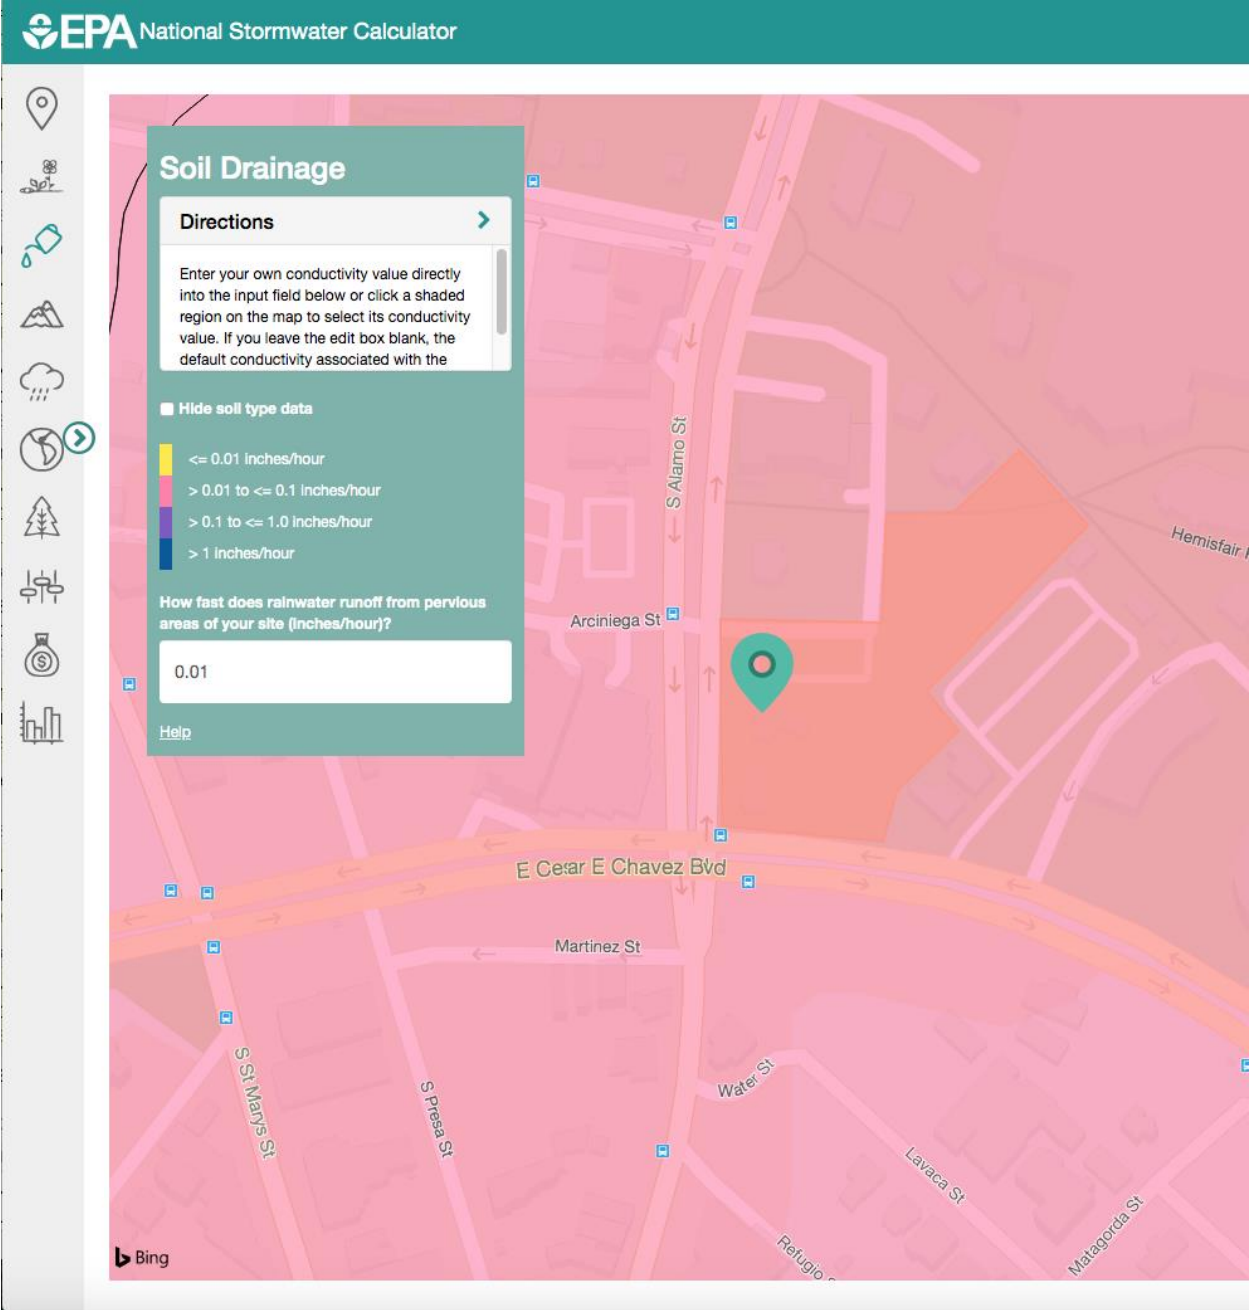 EPA National Stormwater Calculator
Soil Drainage
Directions
Enter your own conductivity value directly
into the input field below or click a shaded
region on the map to select its conductivity
value. If you leave the edit box blank, the
default conductivity associated with the
Hide soil type data
<= 0.01 inches/hour
> 0.01 to <= 0.1 inches/hour
> 0.1 to <= 1.0 inches/hour
> 1 inches/hour
How fast does rainwater runoff from pervious
areas of your site (inches/hour)?
0.01
Help
S Alamo St
Hemisfair
Arciniega St
E Cesar E Chavez Blvd
Martinez St
S St Marys St
S Presa St
Water St
Lavaca St
Matagorda St
Refugio
Bing